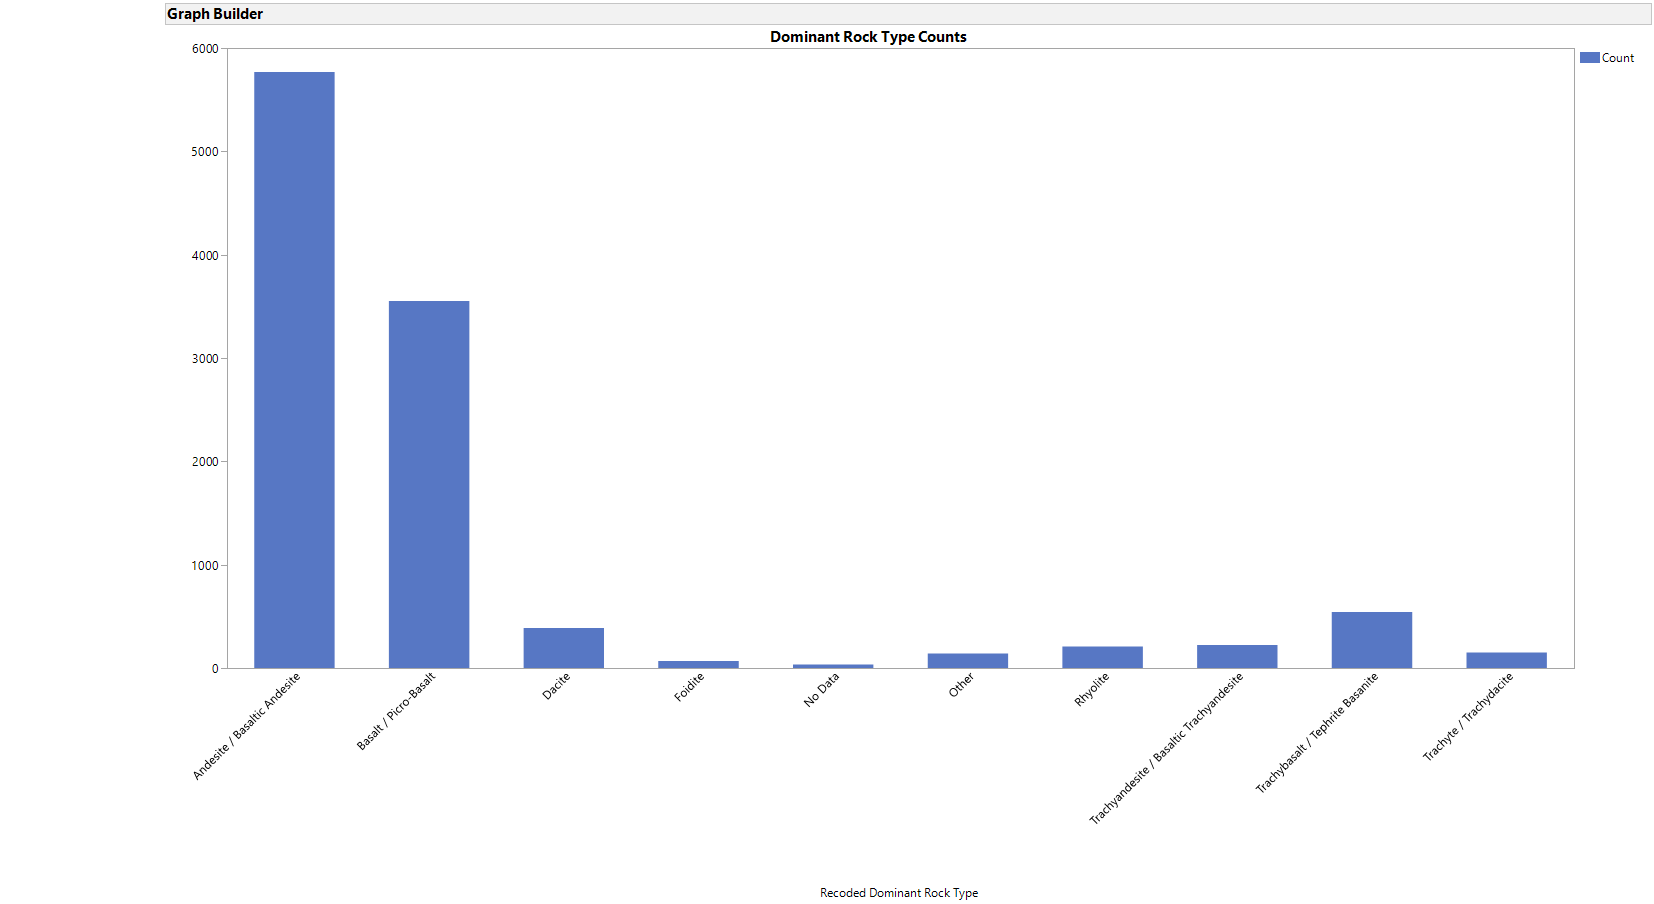 Graph Builder
Dominant Rock Type Counts
6000
5000
4000
3000
2000
1000
0
Count
Andesite / Basaltic Andesite
Basalt / Picro-Basalt
Dacite
Foidite
No Data
Other
Rhyolite
Trachyandesite / Basaltic Trachyandesite
Trachybasalt / Tephrite Basanite
Trachyte / Trachydacite
Recoded Dominant Rock Type